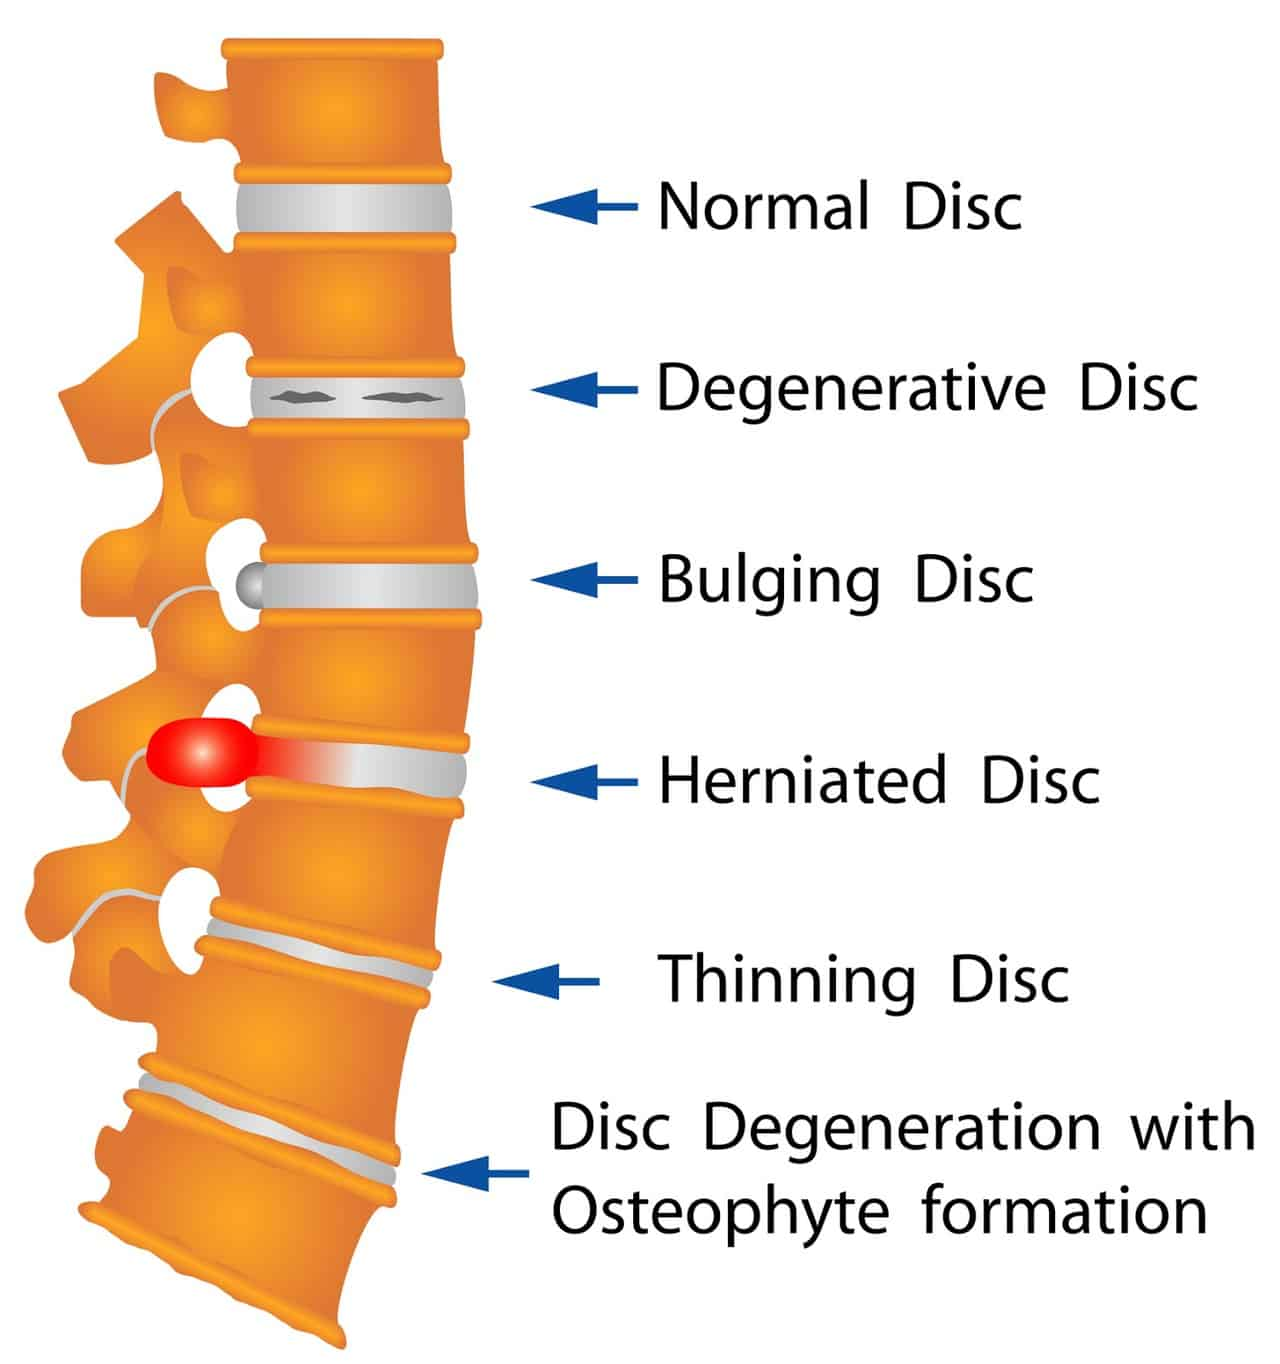 Normal Disc
Degenerative Disc
Bulging Disc
Herniated Disc
Thinning Disc
Disc Degeneration with
Osteophyte formation